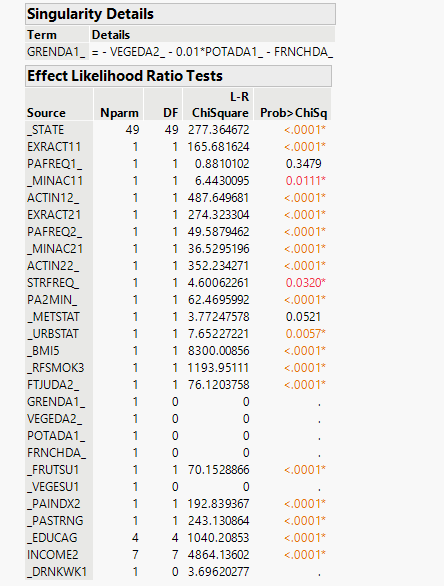 Singularity Details
Term Details
GRENDA1_ = - VEGEDA2_ - 0.01*POTADA1_ - FRNCHDA_
Effect Likelihood Ratio Tests
L-R
Source Nparm DF ChiSquare Prob>ChiSq
_STATE 49 49 277.364672 <.0001*
EXRACT11 1 1 165.681624 <.0001*
PAFREQ1_ 1 1 0.8810102 0.3479
_MINAC11 1 1 6.4430095 0.0111*
ACTIN12_ 1 1 487.649681 <.0001*
EXRACT21 1 1 274.323304 <.0001*
PAFREQ2_ 1 1 49.5879462 <.0001*
_MINAC21 1 1 36.5295196 <.0001*
ACTIN22_ 1 1 352.234271 <.0001*
STRFREQ_ 1 1 4.60062261 0.0320*
PA2MIN_ 1 1 62.4695992 <.0001*
_METSTAT 1 1 3.77247578 0.0521
_URBSTAT 1 1 7.65227221 0.0057*
_BMI5 1 1 8300.00856 <.0001*
_RFSMOK3 1 1 1193.95111 <.0001*
FTJUDA2_ 1 1 76.1203758 <.0001*
GRENDA1_ 1 0 0 .
VEGEDA2_ 1 0 0 .
POTADA1_ 1 0 0 .
FRNCHDA_ 1 0 0 .
_FRUTSU1 1 1 70.1528866 <.0001*
_VEGESU1 1 0 0 .
_PAINDX2 1 1 192.839367 <.0001*
_PASTRNG 1 1 243.130864 <.0001*
_EDUCAG 4 4 1040.20853 <.0001*
INCOME2 7 7 4864.13602 <.0001*
_DRNKWK1 1 0 3.69620277 .